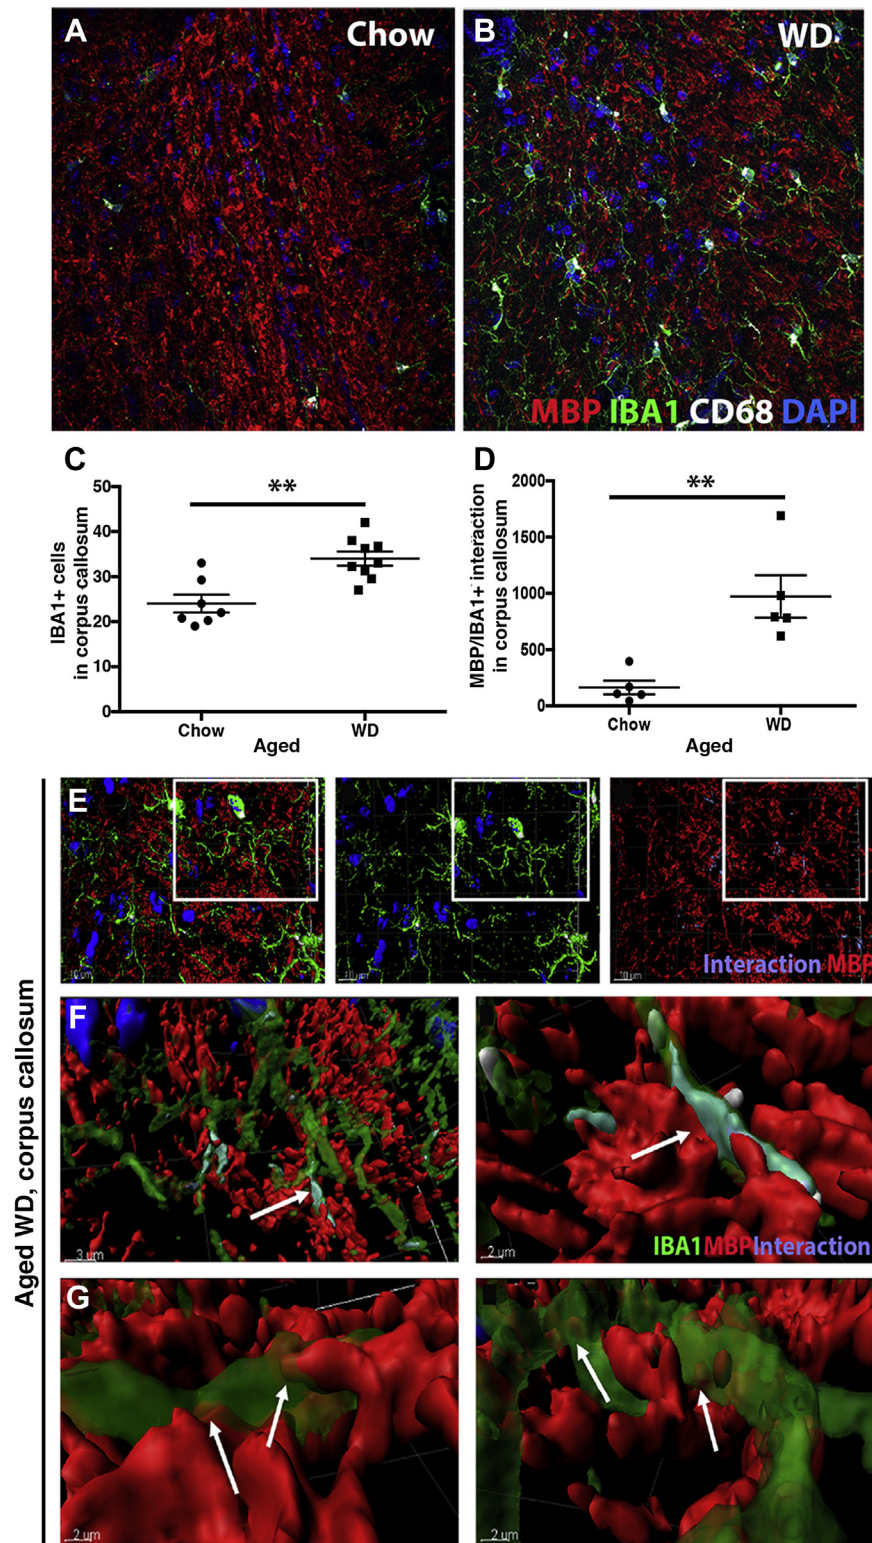 A
Chow
B
WD
MBP IBA1 CD68 DAPI
C
**
50
40
30
20
10
0
IBA1+ cells
in corpus callosum
Chow
WD
Aged
D
**
2000
1500
1000
500
0
MBP/IBA1+ interaction
in corpus callosum
Chow
WD
Aged
Aged WD, corpus callosum
E
10 µm
10 µm
10 µm
Interaction MBP
F
3 µm
2 µm
IBA1 MBP Interaction
G
2 µm
2 µm